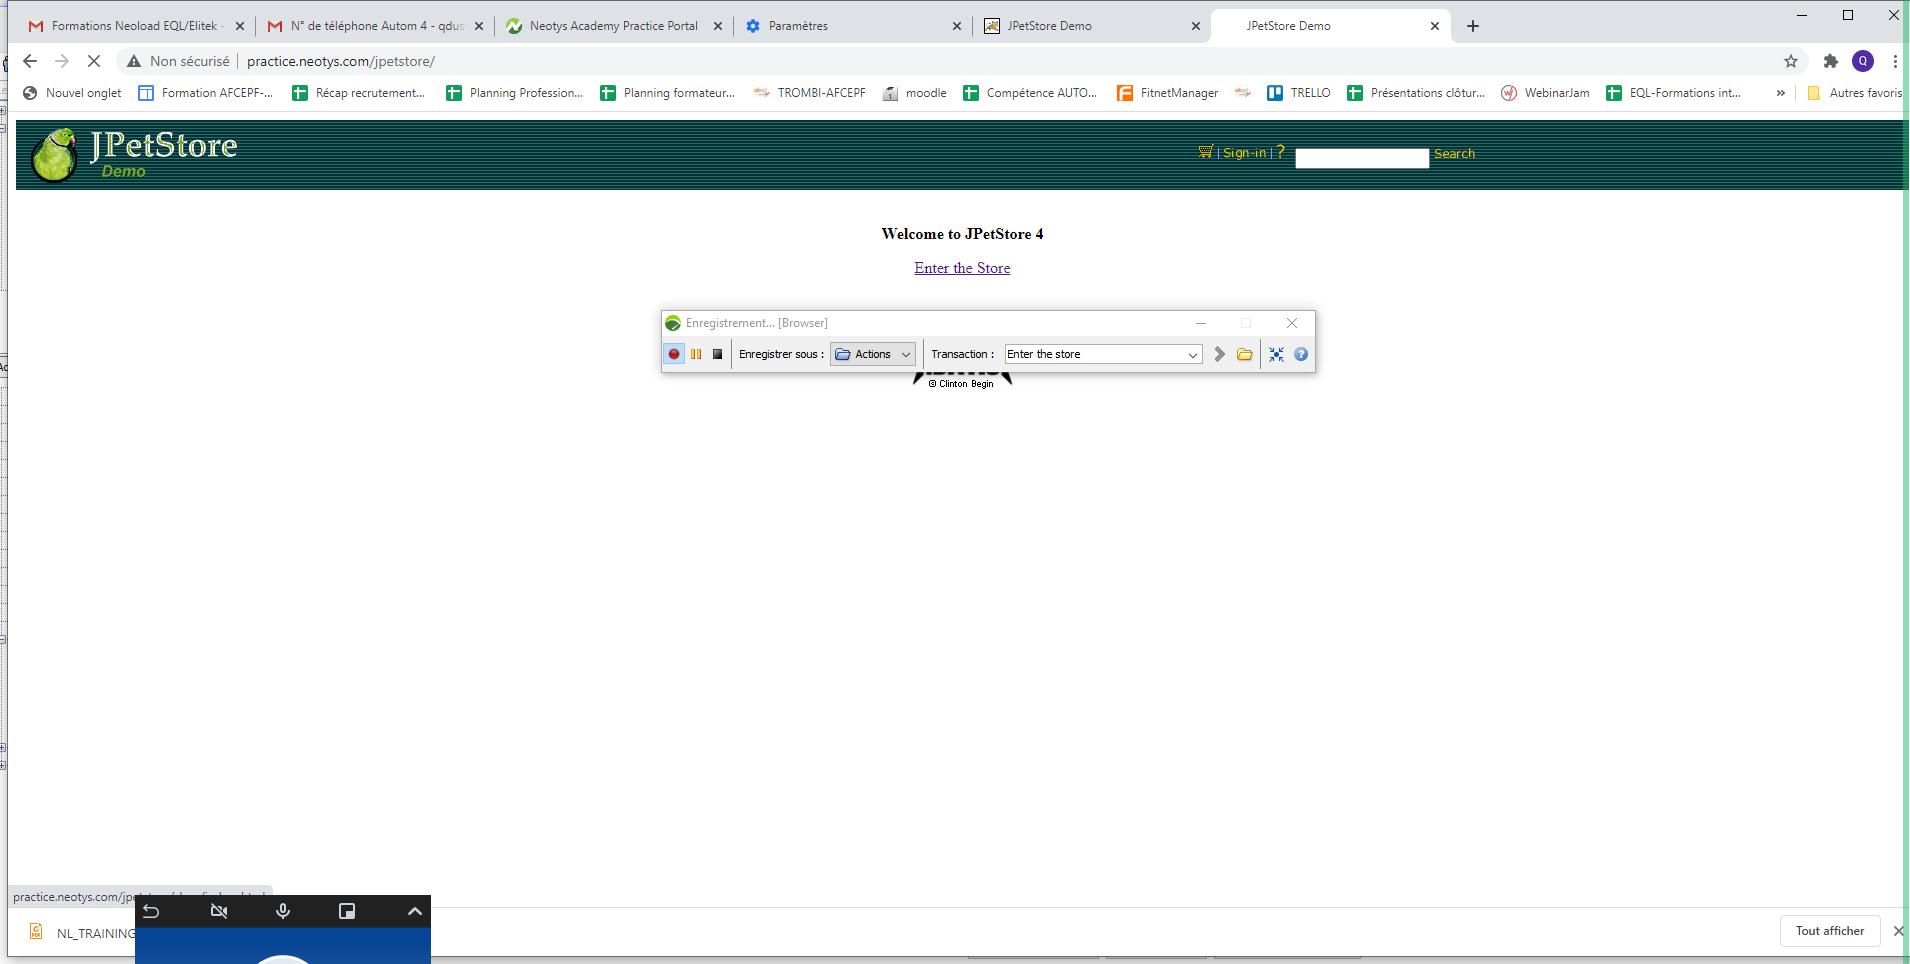 Formations Neoload EQL/Elitek -
N° de téléphone Autom 4 - qdus
Neotys Academy Practice Portal
Paramètres
JPetStore Demo
JPetStore Demo
Non sécurisé
practice.neotys.com/jpetstore/
Q
Nouvel onglet
Formation AFCEPF-...
Récap recrutement...
Planning Profession...
Planning formateur...
TROMBI-AFCEPF
moodle
Compétence AUTO...
FitnetManager
TRELLO
Présentations clôtur...
WebinarJam
EQL-Formations int...
»
Autres favoris
JPetStore
Demo
| Sign-in | ?
Search
Welcome to JPetStore 4
Enter the Store
Enregistrement... [Browser]
Enregistrer sous :
Actions
Transaction :
Enter the store
© Clinton Begin
practice.neotys.com/jpe
NL_TRAINING
Tout afficher